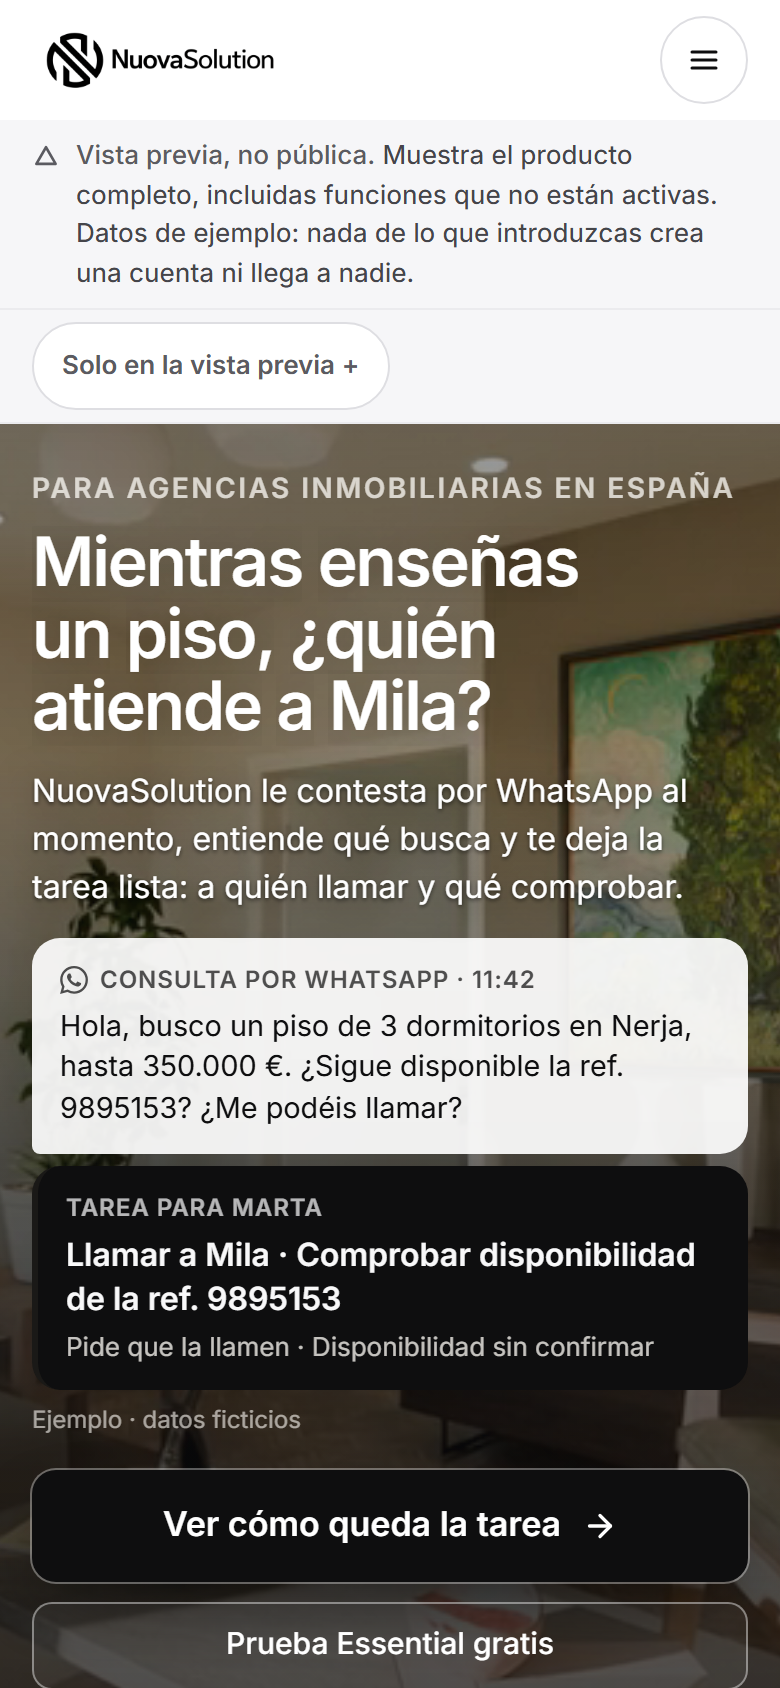 NuovaSolution
Vista previa, no pública. Muestra el producto
completo, incluidas funciones que no están activas.
Datos de ejemplo: nada de lo que introduzcas crea
una cuenta ni llega a nadie.
Solo en la vista previa +
PARA AGENCIAS INMOBILIARIAS EN ESPAÑA
Mientras enseñas
un piso, ¿quién
atiende a Mila?
NuovaSolution le contesta por WhatsApp al
momento, entiende qué busca y te deja la
tarea lista: a quién llamar y qué comprobar.
CONSULTA POR WHATSAPP · 11:42
Hola, busco un piso de 3 dormitorios en Nerja,
hasta 350.000 €. ¿Sigue disponible la ref.
9895153? ¿Me podéis llamar?
TAREA PARA MARTA
Llamar a Mila · Comprobar disponibilidad
de la ref. 9895153
Pide que la llamen · Disponibilidad sin confirmar
Ejemplo · datos ficticios
Ver cómo queda la tarea →
Prueba Essential gratis